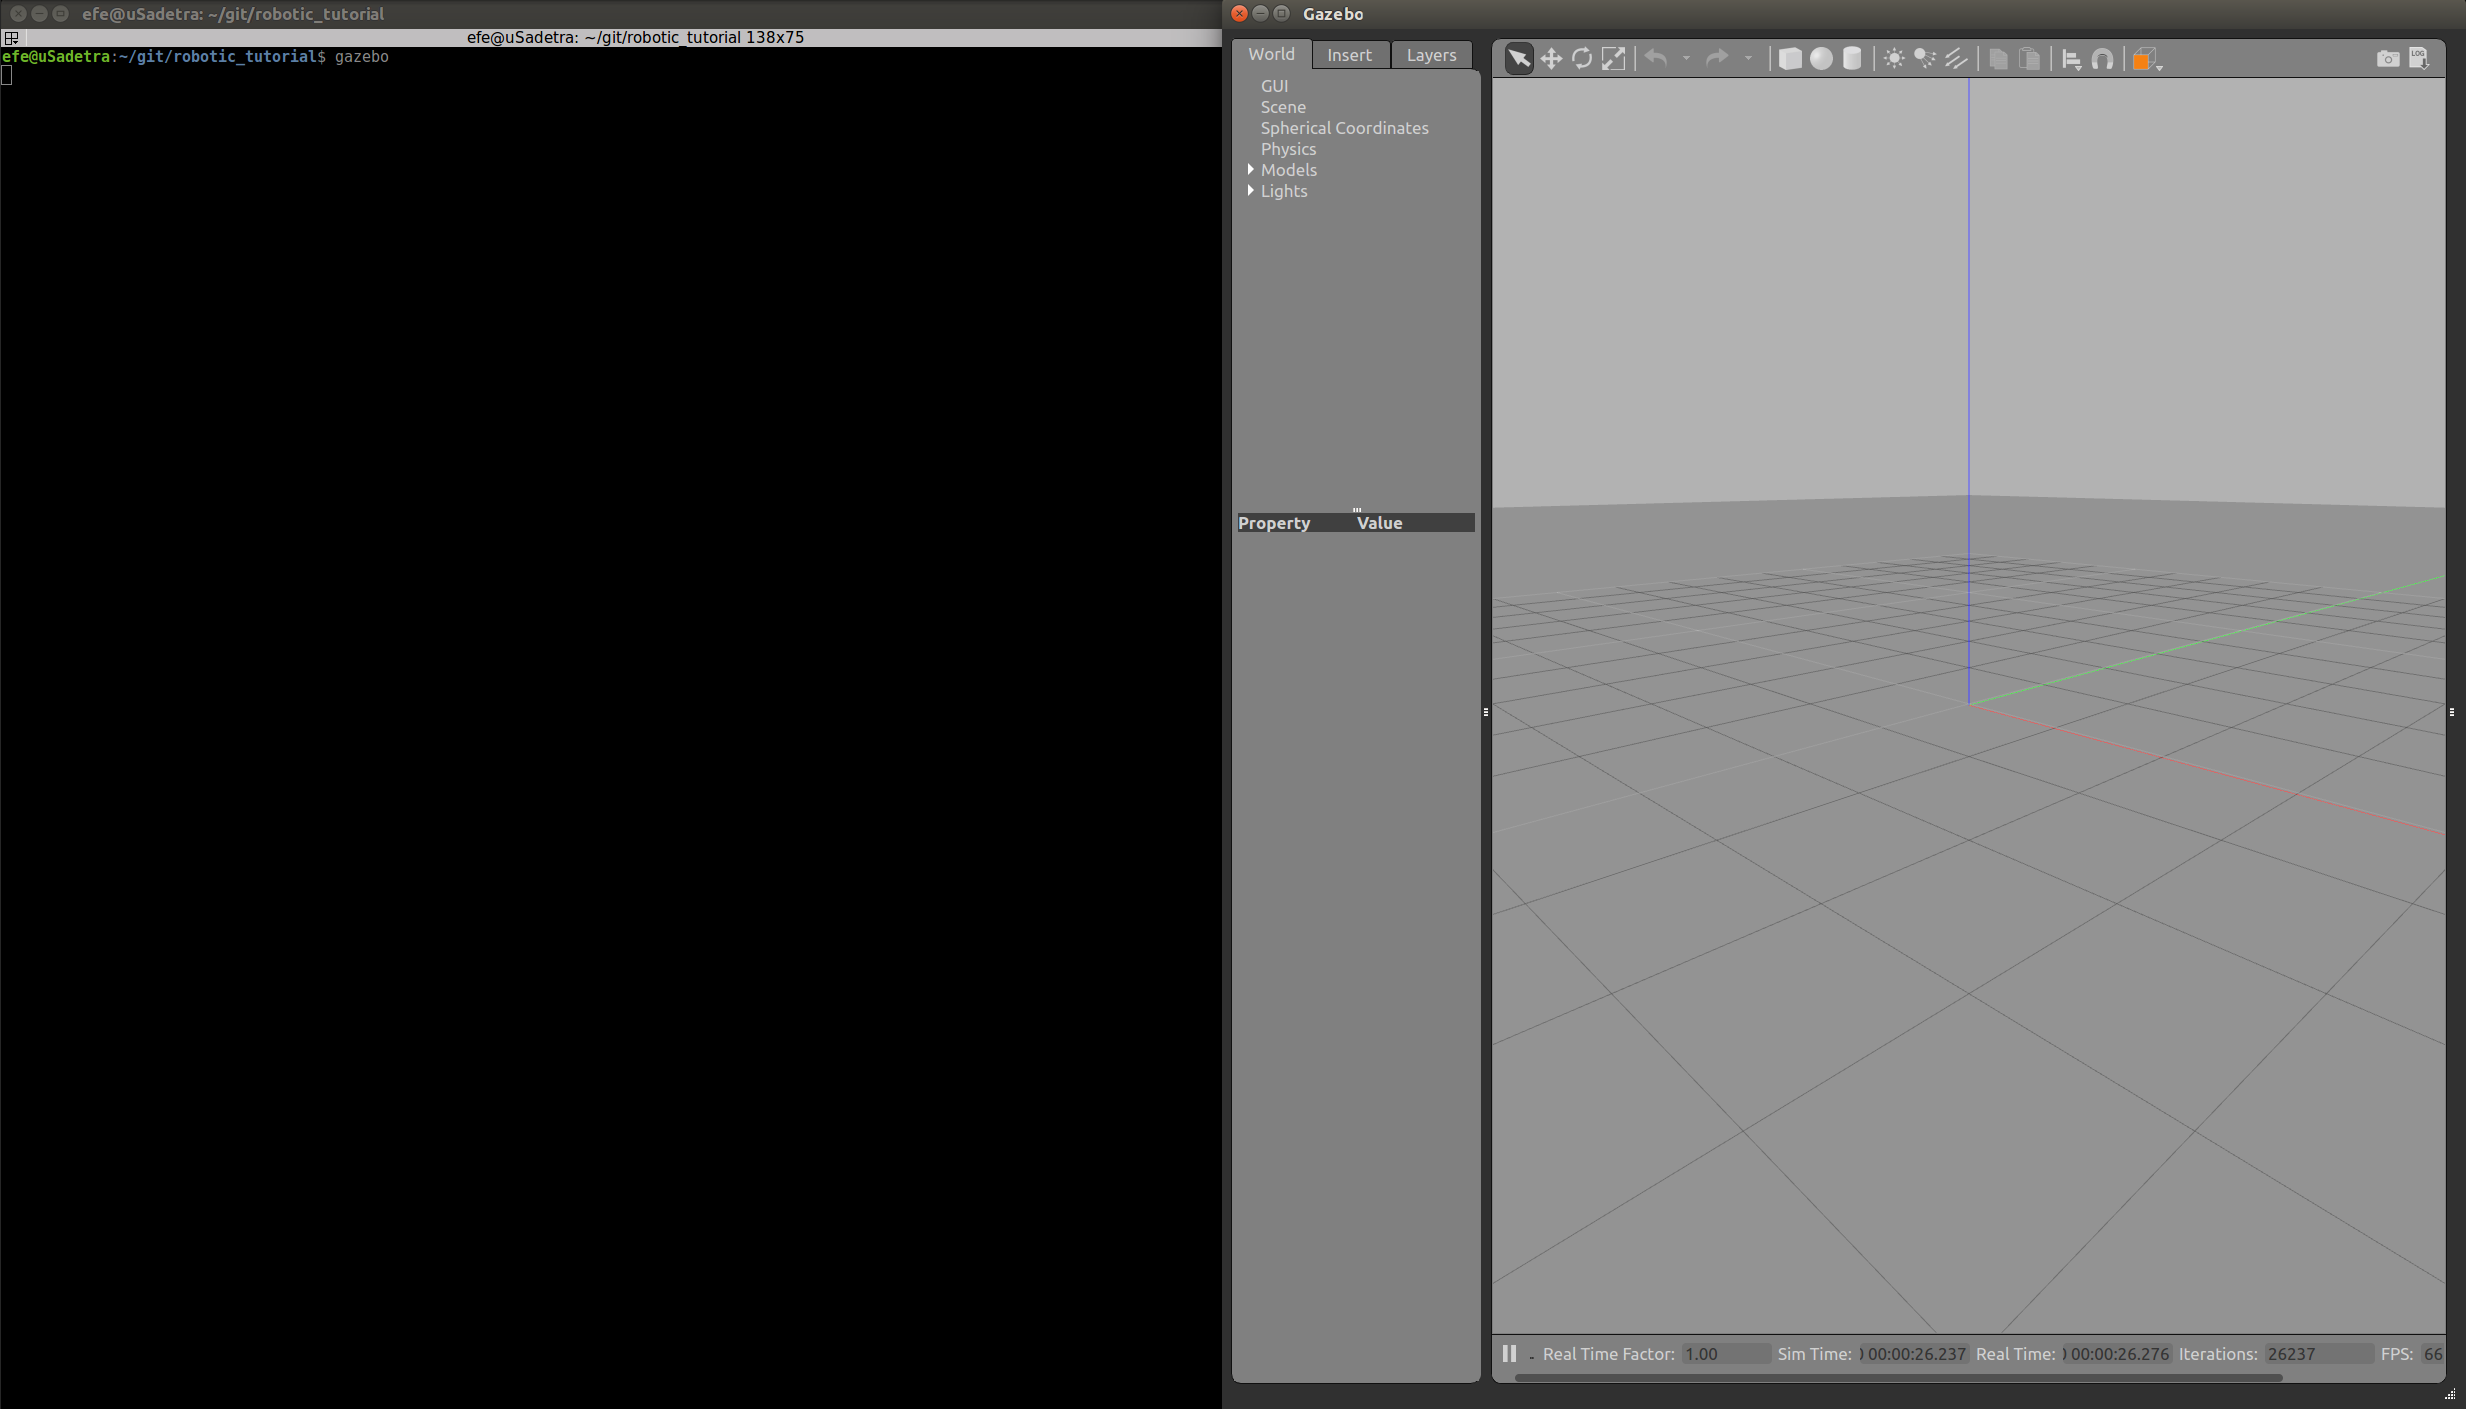 efe@uSadetra: ~/git/robotic_tutorial
efe@uSadetra: ~/git/robotic_tutorial 138x75
efe@uSadetra:~/git/robotic_tutorial$ gazebo
Gazebo
World Insert Layers
GUI
Scene
Spherical Coordinates
Physics
Models
Lights
Property Value
LOG
Real Time Factor: 1.00 Sim Time: 00:00:26.237 Real Time: 00:00:26.276 Iterations: 26237 FPS: 66